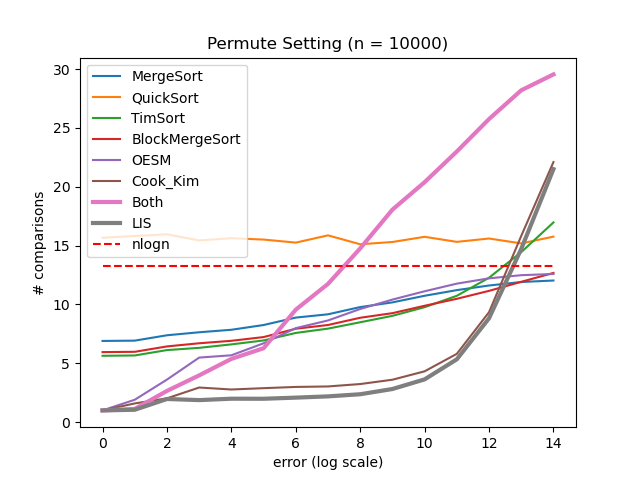 Permute Setting (n = 10000)
30
25
20
15
10
5
0
# comparisons
MergeSort
QuickSort
TimSort
BlockMergeSort
OESM
Cook_Kim
Both
LIS
nlogn
0 2 4 6 8 10 12 14
error (log scale)